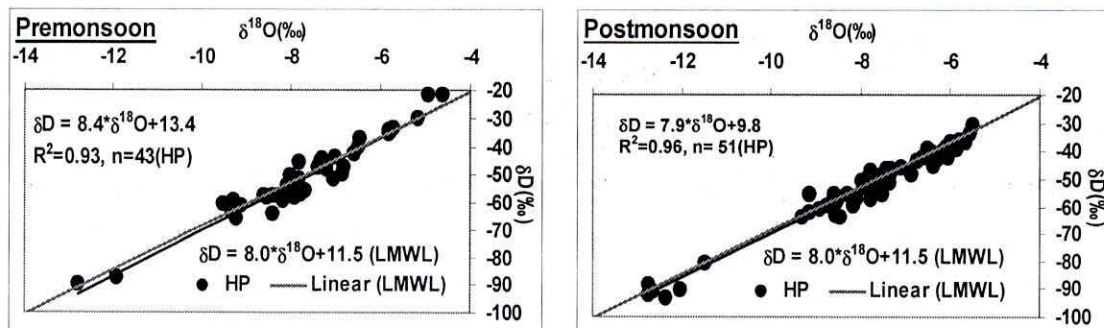 Premonsoon
δ¹⁸O(‰)
-14 -12 -10 -8 -6 -4
-20
-30
-40
-50
-60
-70
-80
-90
-100
δD(‰)
δD = 8.4*δ¹⁸O+13.4
R²=0.93, n=43(HP)
δD = 8.0*δ¹⁸O+11.5 (LMWL)
HP Linear (LMWL)
Postmonsoon
δ¹⁸O(‰)
-14 -12 -10 -8 -6 -4
-20
-30
-40
-50
-60
-70
-80
-90
-100
δD(‰)
δD = 7.9*δ¹⁸O+9.8
R²=0.96, n= 51(HP)
δD = 8.0*δ¹⁸O+11.5 (LMWL)
HP Linear (LMWL)